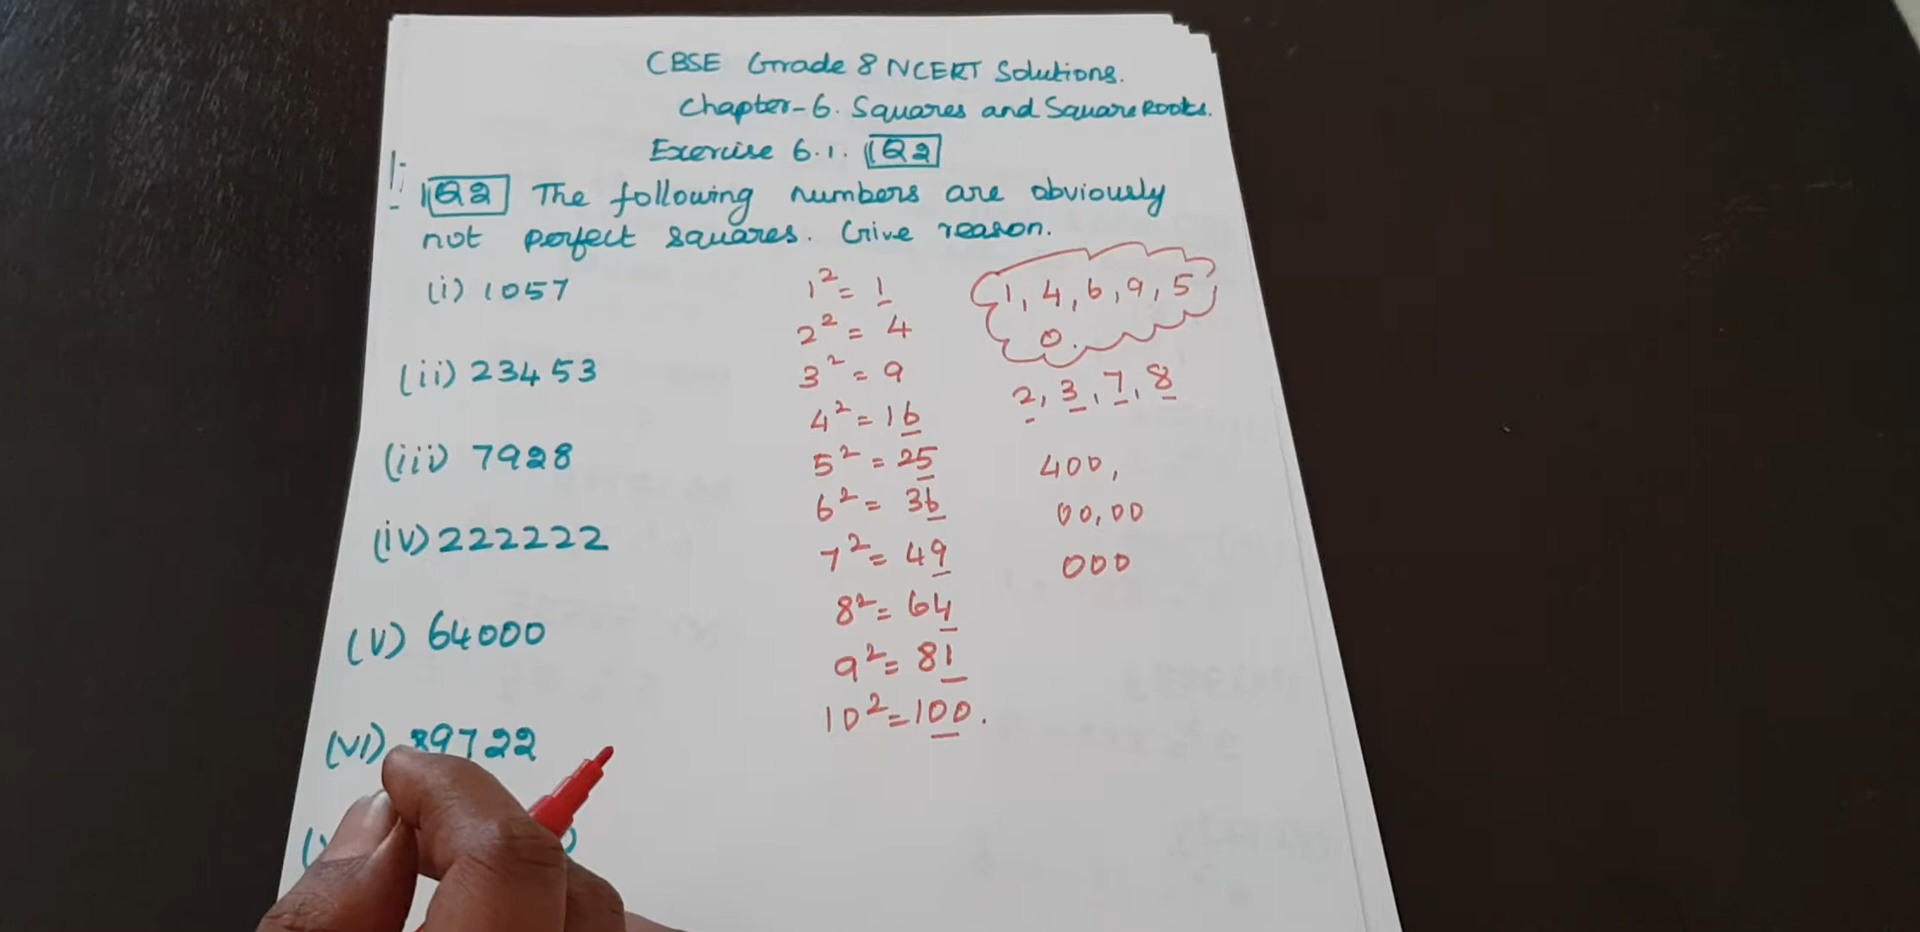 CBSE Grade 8 NCERT Solutions.
Chapter-6. Squares and Square Roots.
Exercise 6.1. Q2
Q2 The following numbers are obviously
not perfect squares. Give reason.
(i) 1057
(ii) 23453
(iii) 7928
(iv) 222222
(v) 64000
(vi) 89722
1² = 1
2² = 4
3² = 9
4² = 16
5² = 25
6² = 36
7² = 49
8² = 64
9² = 81
10² = 100.
1, 4, 6, 9, 5,
0.
2, 3, 7, 8
400,
00,00
000